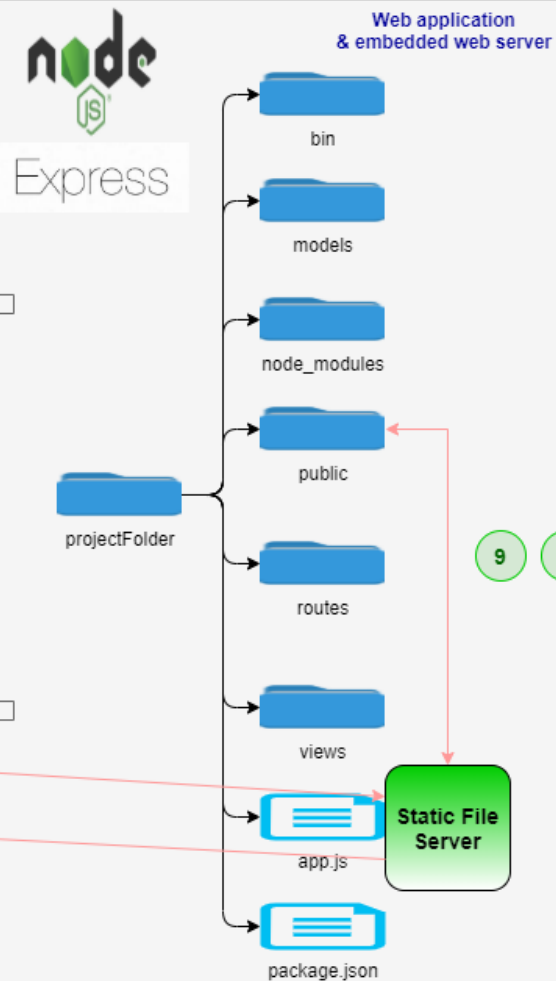 Web application
& embedded web server
node
JS
Express
bin
models
node_modules
public
projectFolder
9
routes
views
Static File
Server
app.js
package.json